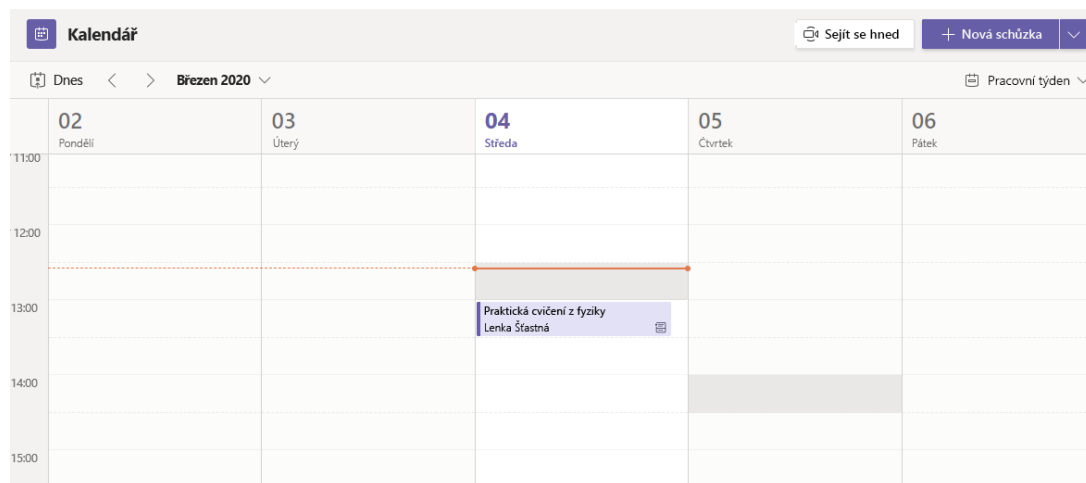 Kalendář
Sejít se hned
Nová schůzka
Dnes
Březen 2020
Pracovní týden
02
Pondělí
03
Úterý
04
Středa
05
Čtvrtek
06
Pátek
11:00
12:00
13:00
Praktická cvičení z fyziky
Lenka Šťastná
14:00
15:00